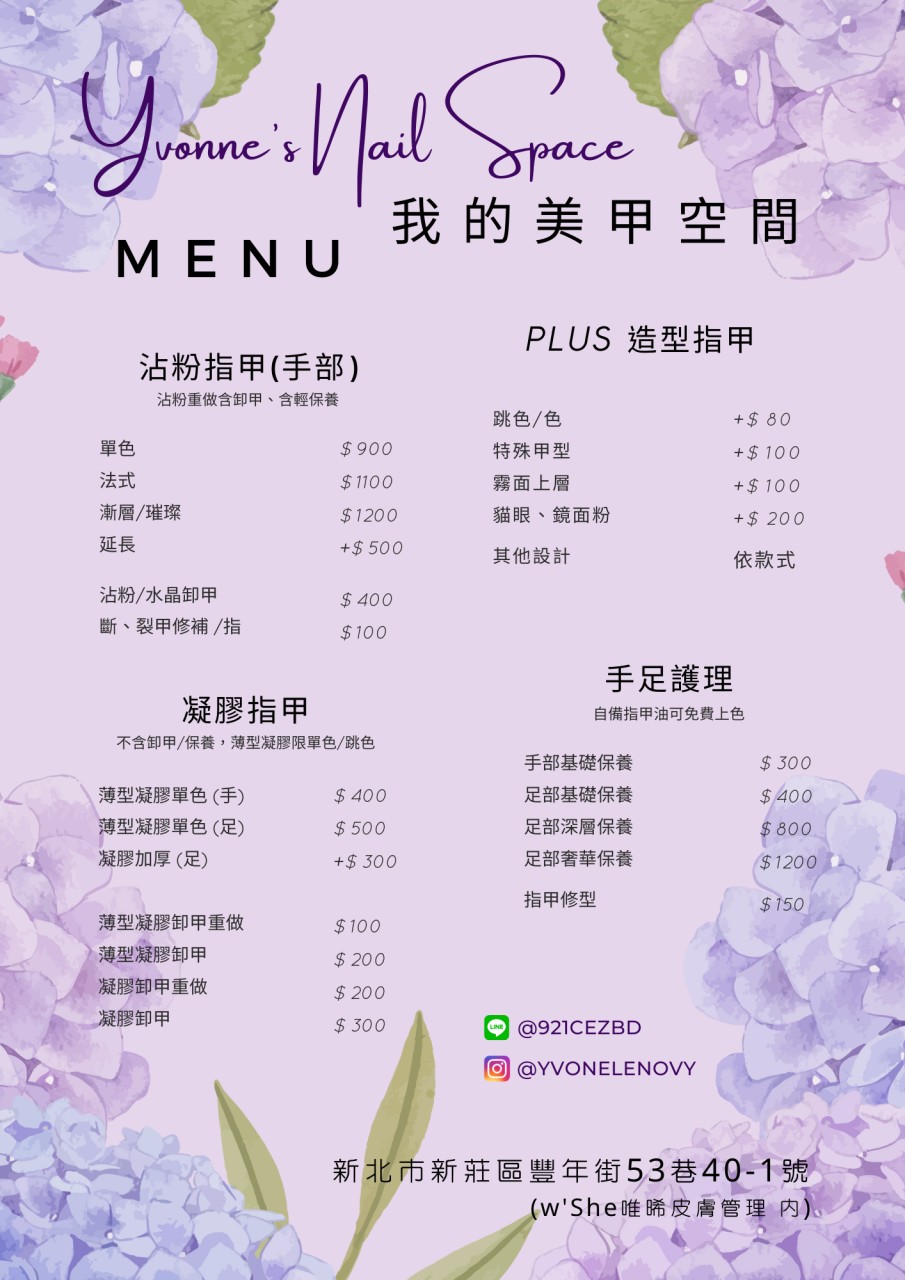 Yvonne's Nail Space
我的美甲空間
MENU
沾粉指甲(手部)
沾粉重做含卸甲、含輕保養
單色 $900
法式 $1100
漸層/璀璨 $1200
延長 +$500
沾粉/水晶卸甲 $400
斷、裂甲修補 /指 $100
凝膠指甲
不含卸甲/保養，薄型凝膠限單色/跳色
薄型凝膠單色 (手) $400
薄型凝膠單色 (足) $500
凝膠加厚 (足) +$300
薄型凝膠卸甲重做 $100
薄型凝膠卸甲 $200
凝膠卸甲重做 $200
凝膠卸甲 $300
PLUS 造型指甲
跳色/色 +$ 80
特殊甲型 +$100
霧面上層 +$100
貓眼、鏡面粉 +$ 200
其他設計 依款式
手足護理
自備指甲油可免費上色
手部基礎保養 $ 300
足部基礎保養 $ 400
足部深層保養 $ 800
足部奢華保養 $1200
指甲修型 $150
LINE @921CEZBD
@YVONELENOVY
新北市新莊區豐年街53巷40-1號
(w'She唯晞皮膚管理 內)